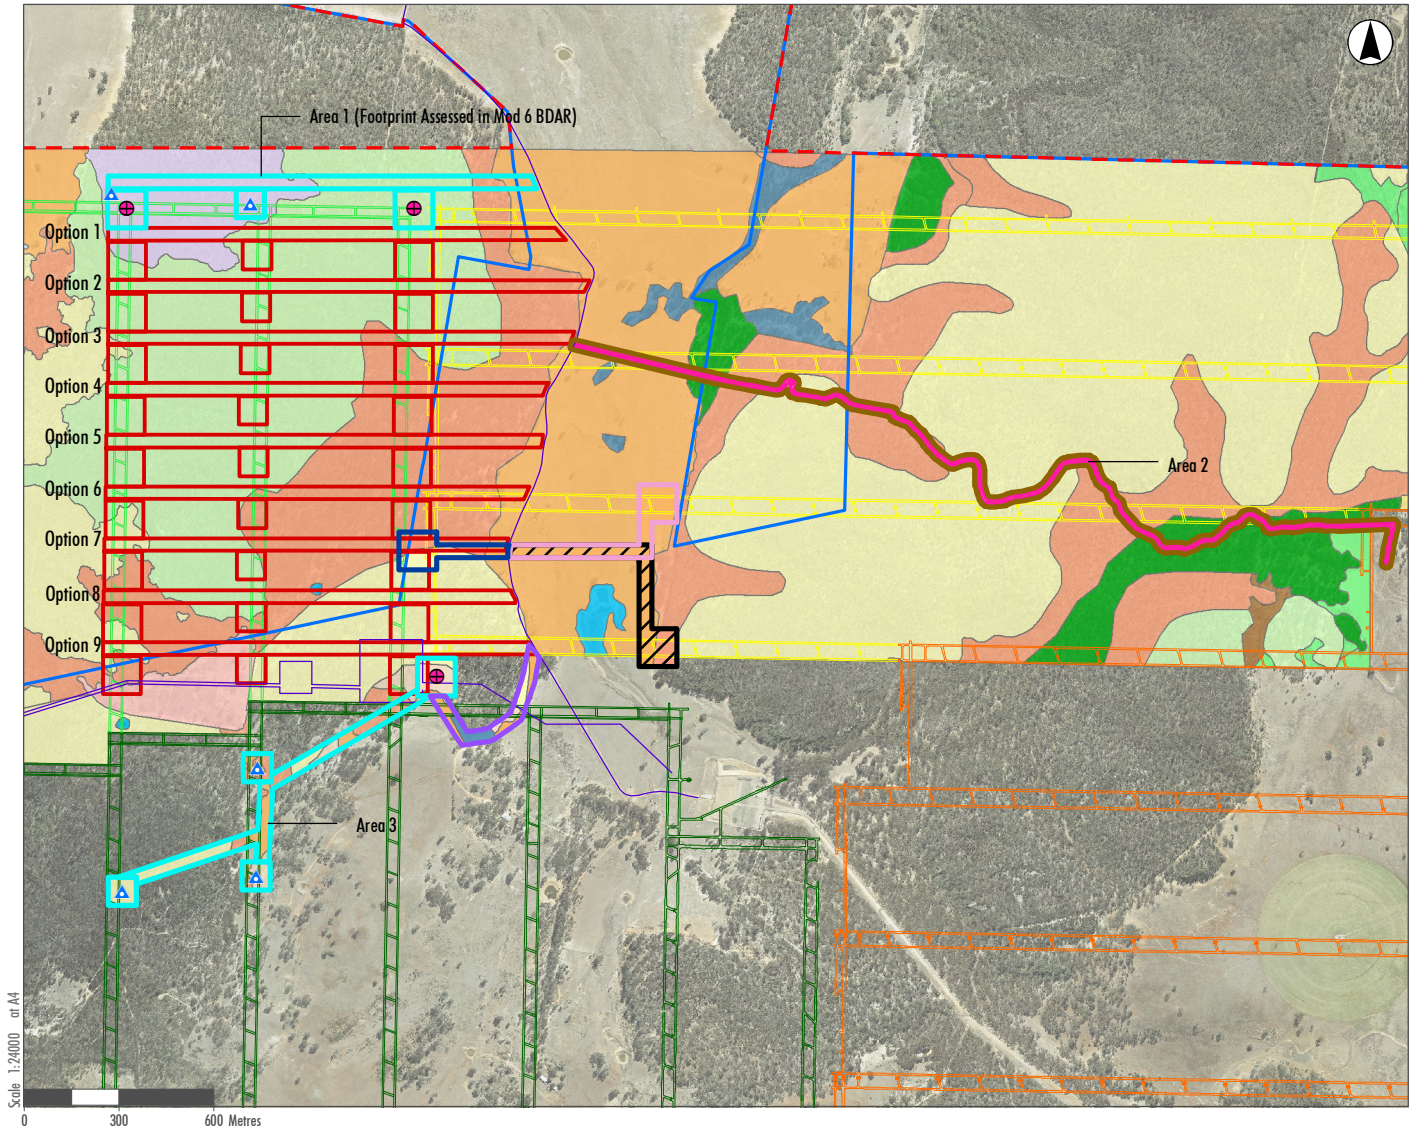 Area 1 (Footprint Assessed in Mod 6 BDAR)
Option 1
Option 2
Option 3
Option 4
Option 5
Area 2
Option 6
Option 7
Option 8
Option 9
Area 3
Scale 1:24000 at A4
0 300 600 Metres